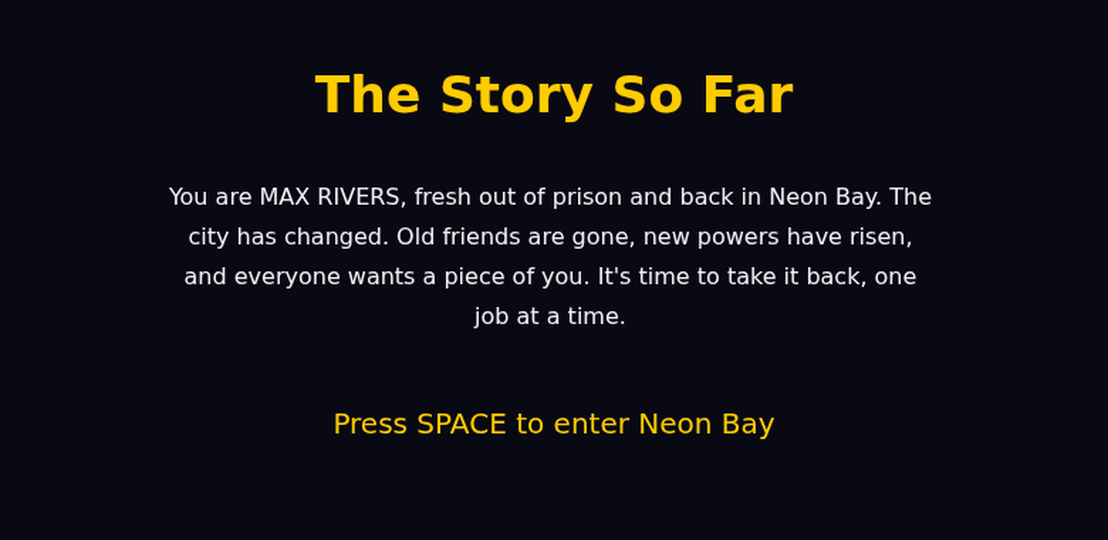 The Story So Far
You are MAX RIVERS, fresh out of prison and back in Neon Bay. The
city has changed. Old friends are gone, new powers have risen,
and everyone wants a piece of you. It's time to take it back, one
job at a time.
Press SPACE to enter Neon Bay